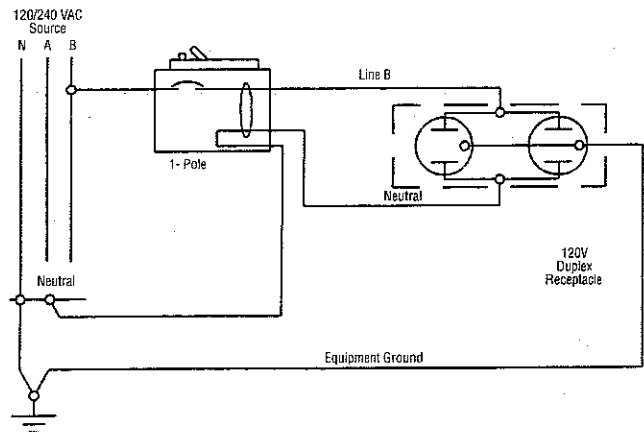 120/240 VAC
Source
N A B
Line B
1- Pole
Neutral
120V
Duplex
Receptacle
Neutral
Equipment Ground